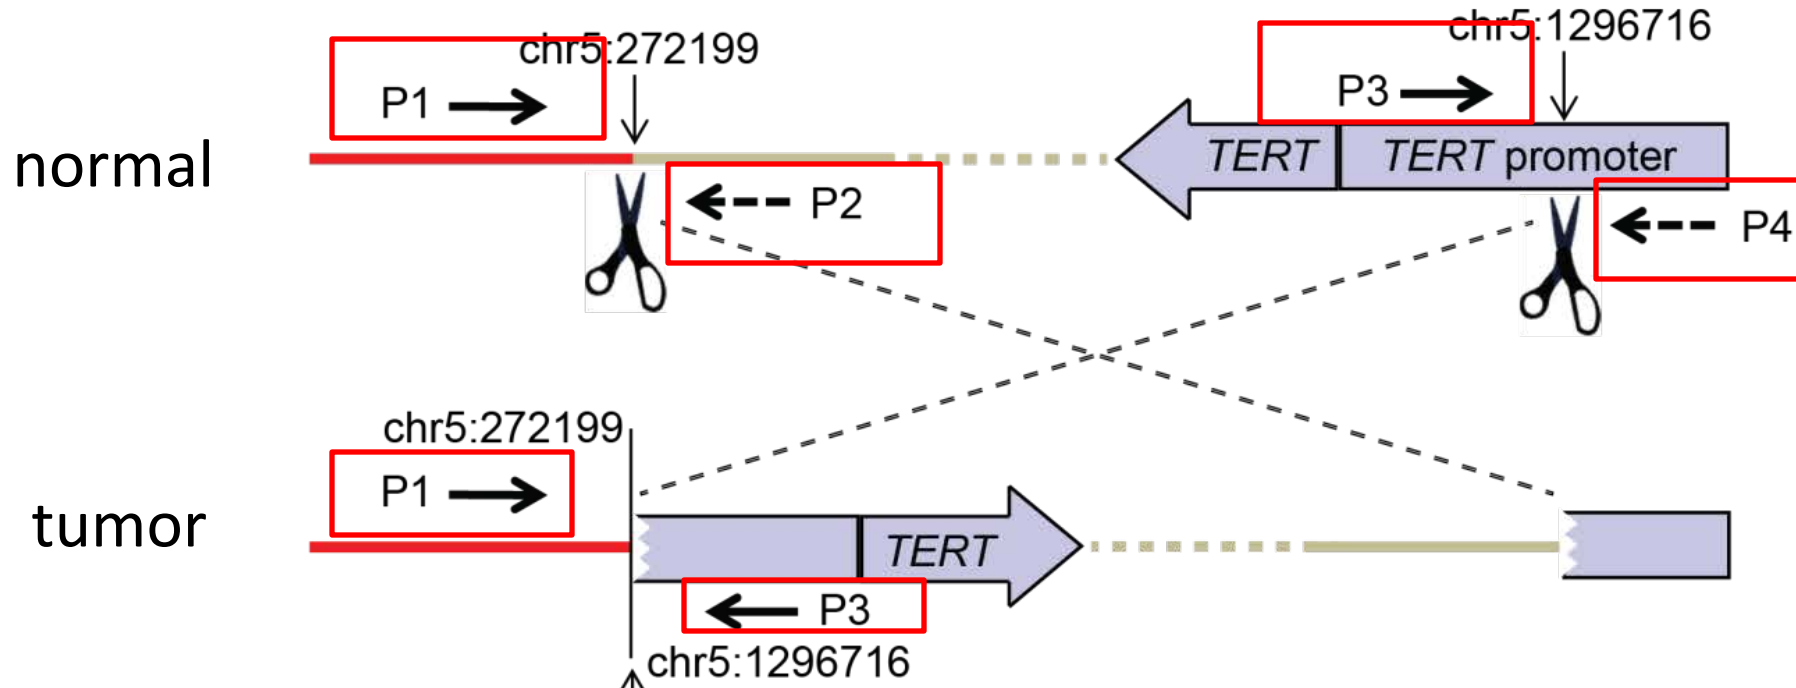 chr5:272199
chr5:1296716
P1
P3
normal
TERT
TERT promoter
P2
P4
chr5:272199
P1
tumor
TERT
P3
chr5:1296716